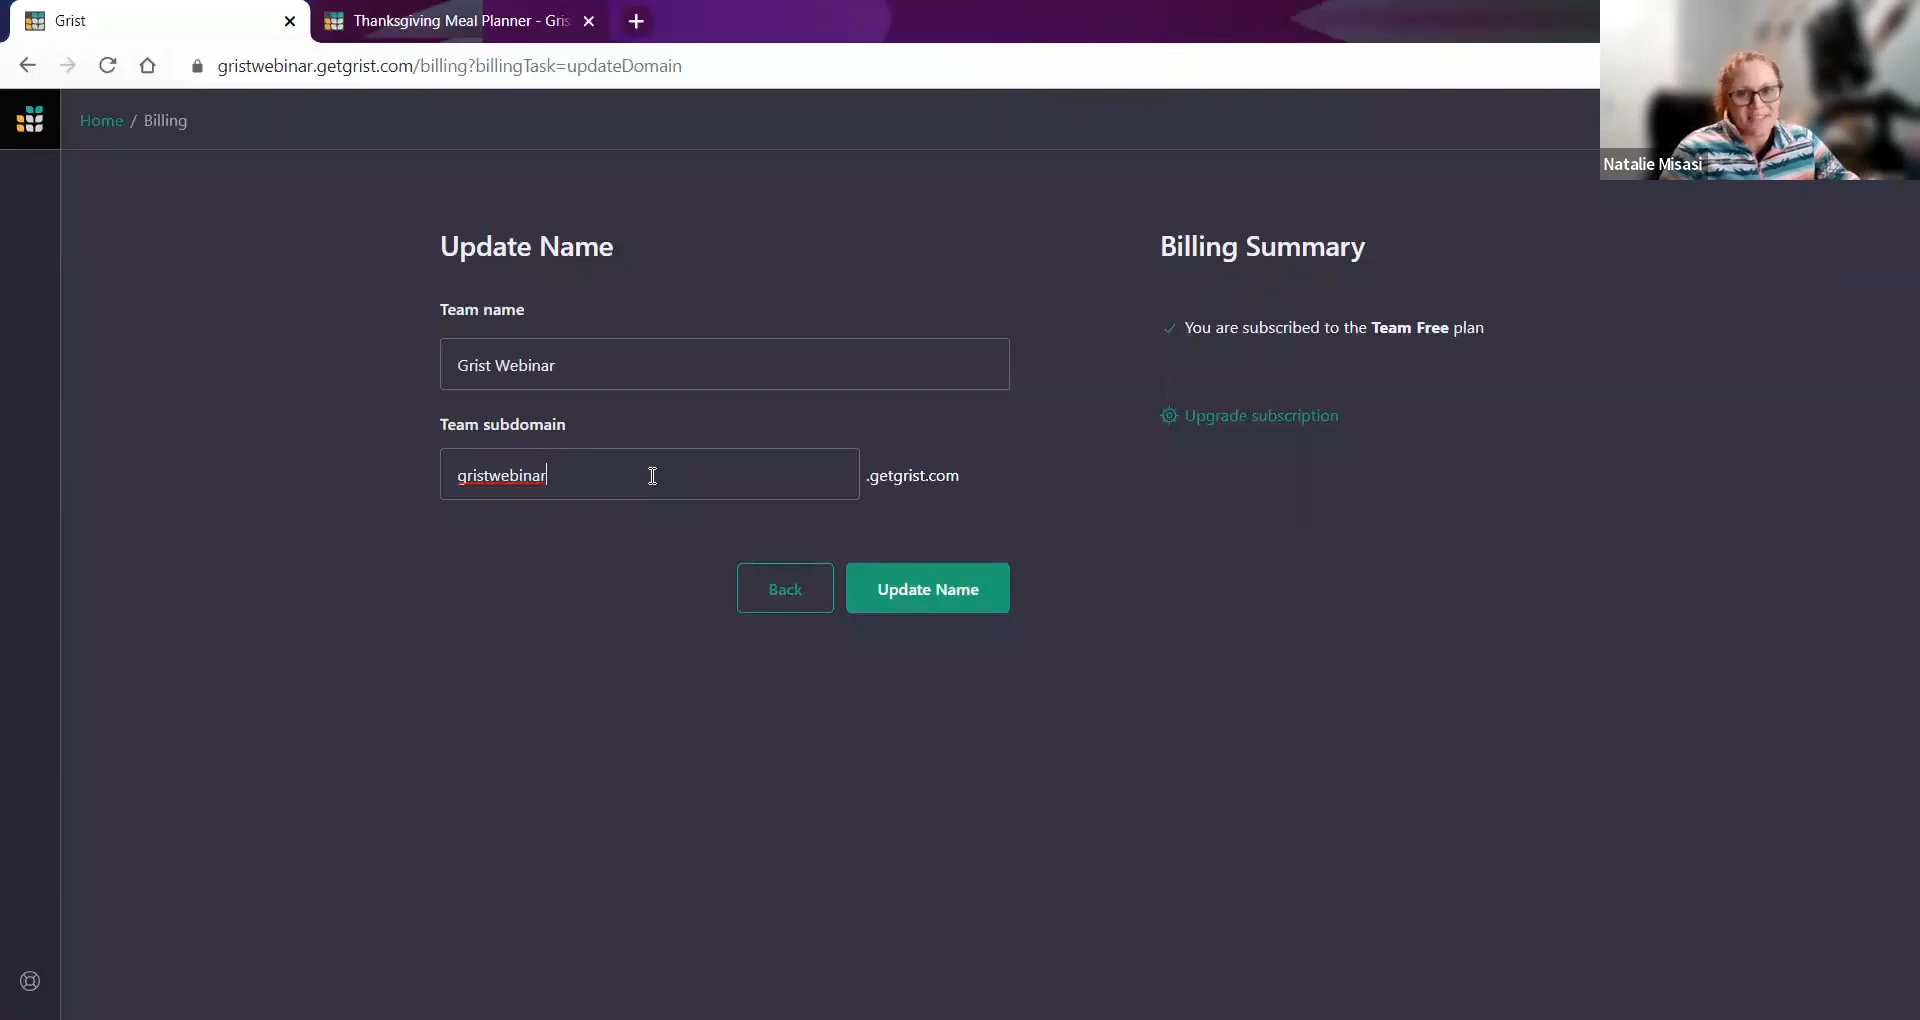 Grist
Thanksgiving Meal Planner - Gris
gristwebinar.getgrist.com/billing?billingTask=updateDomain
Natalie Misasi
Home / Billing
Update Name
Team name
Grist Webinar
Team subdomain
gristwebinar .getgrist.com
Back
Update Name
Billing Summary
You are subscribed to the Team Free plan
Upgrade subscription